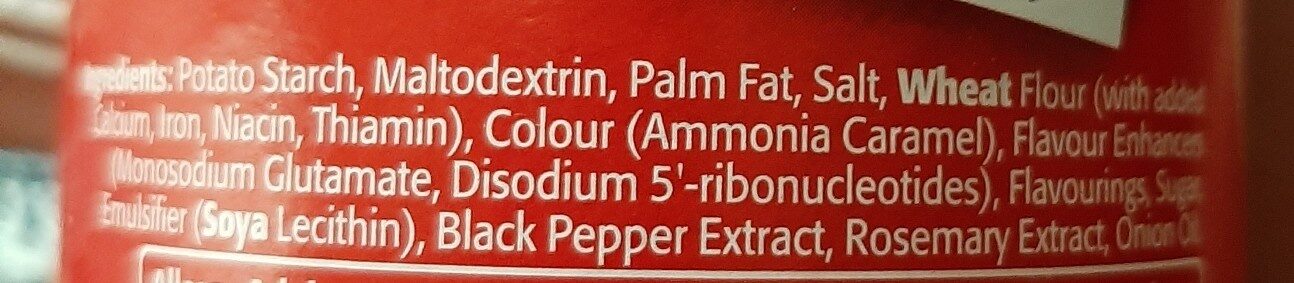 Ingredients: Potato Starch, Maltodextrin, Palm Fat, Salt, Wheat Flour (with added
Calcium, Iron, Niacin, Thiamin), Colour (Ammonia Caramel), Flavour Enhancers
(Monosodium Glutamate, Disodium 5'-ribonucleotides), Flavourings, Sugar,
Emulsifier (Soya Lecithin), Black Pepper Extract, Rosemary Extract, Onion Oil